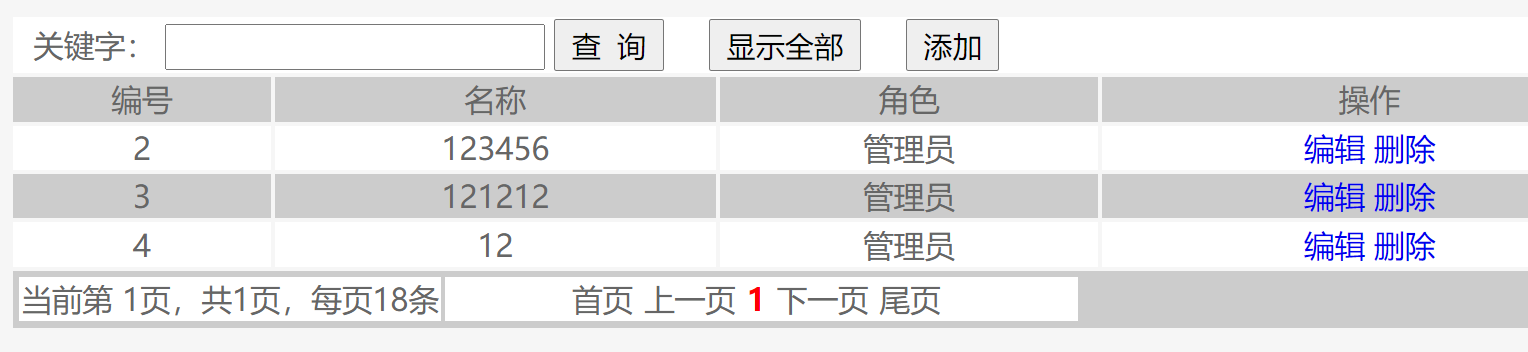 关键字： 查 询 显示全部 添加
编号 名称 角色 操作
2 123456 管理员 编辑 删除
3 121212 管理员 编辑 删除
4 12 管理员 编辑 删除
当前第 1页，共1页，每页18条 首页 上一页 1 下一页 尾页